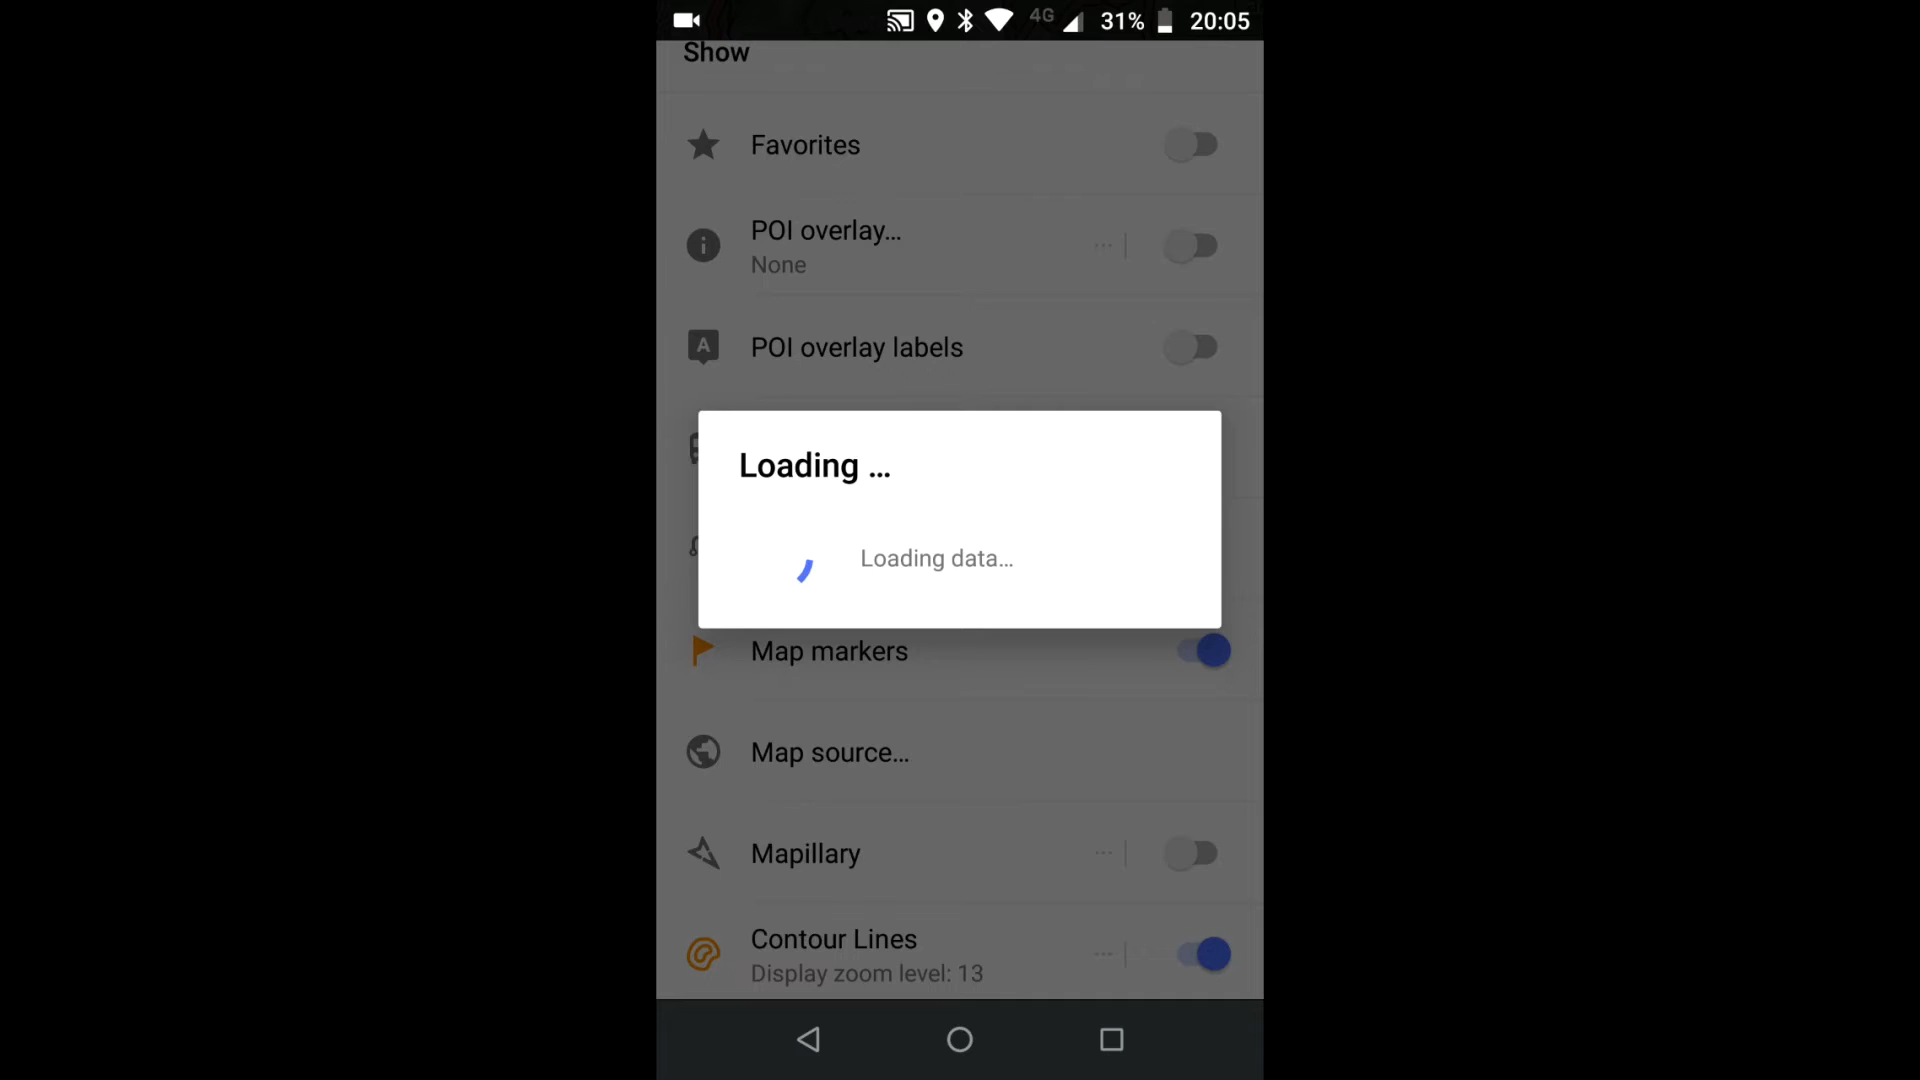 4G 31% 20:05
Show
Favorites
POI overlay...
None
POI overlay labels
Loading ...
Loading data...
Map markers
Map source...
Mapillary
Contour Lines
Display zoom level: 13